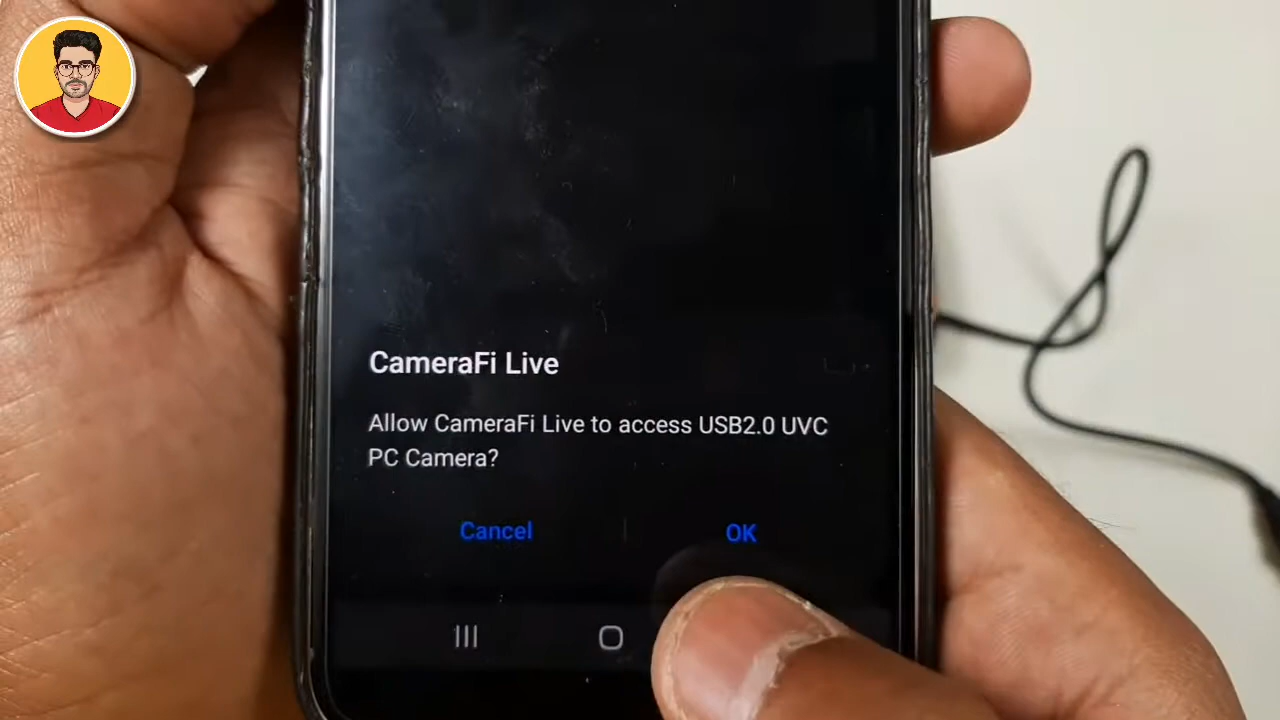 CameraFi Live
Allow CameraFi Live to access USB2.0 UVC
PC Camera?
Cancel
OK